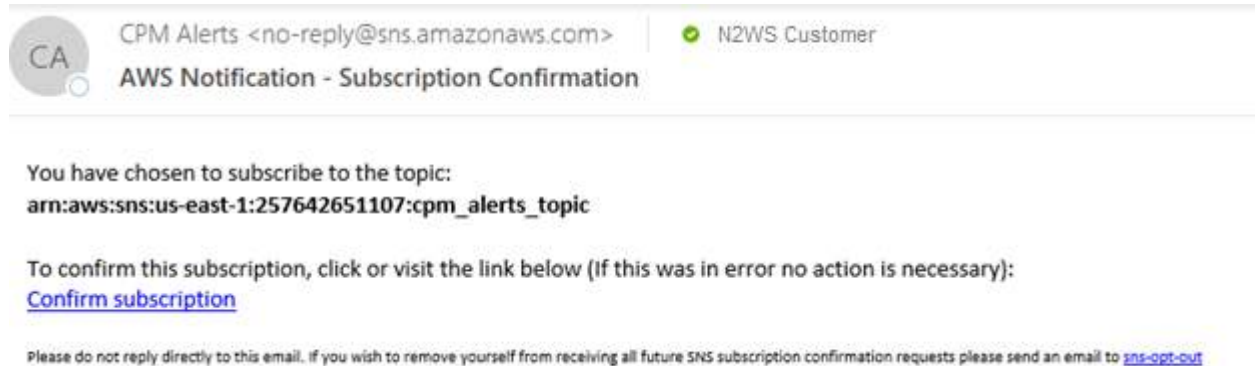 CA
CPM Alerts <no-reply@sns.amazonaws.com> N2WS Customer
AWS Notification - Subscription Confirmation
You have chosen to subscribe to the topic:
arn:aws:sns:us-east-1:257642651107:cpm_alerts_topic
To confirm this subscription, click or visit the link below (If this was in error no action is necessary):
Confirm subscription
Please do not reply directly to this email. If you wish to remove yourself from receiving all future SNS subscription confirmation requests please send an email to sns-opt-out